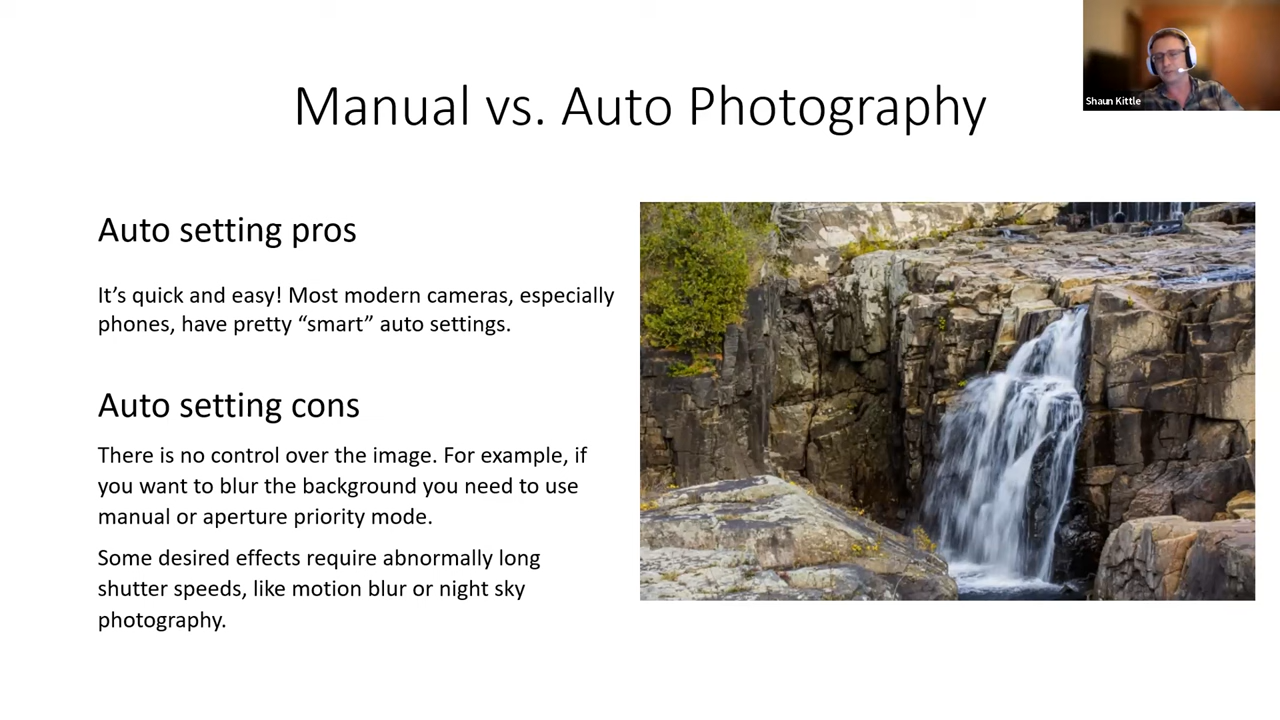 Shaun Kittle
Manual vs. Auto Photography
Auto setting pros
It’s quick and easy! Most modern cameras, especially
phones, have pretty “smart” auto settings.
Auto setting cons
There is no control over the image. For example, if
you want to blur the background you need to use
manual or aperture priority mode.
Some desired effects require abnormally long
shutter speeds, like motion blur or night sky
photography.